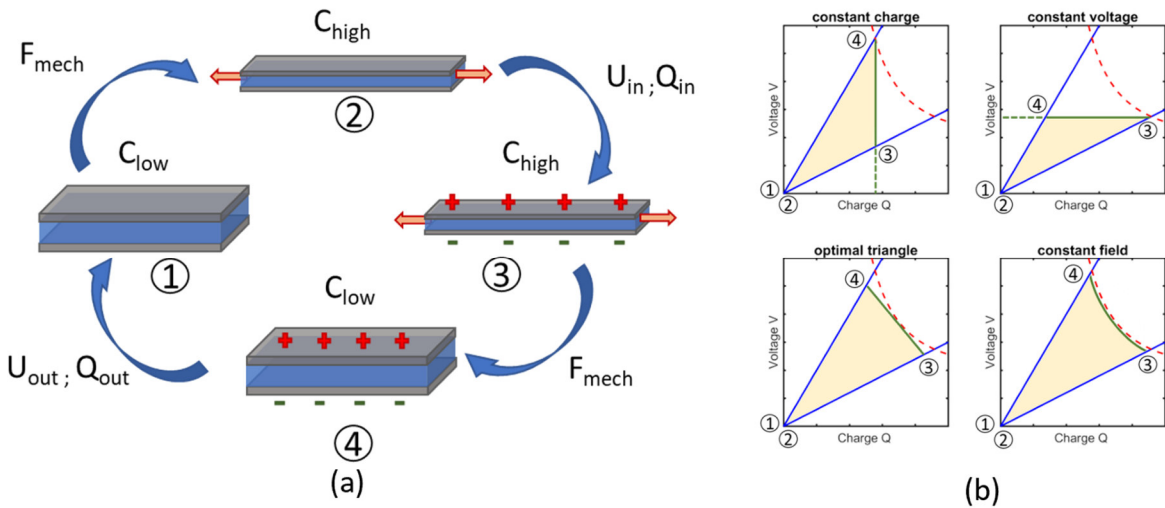 C_high
F_mech
②
U_in ; Q_in
C_low
①
C_high
+ + + +
- - - -
③
C_low
+ + + +
- - - -
U_out ; Q_out
F_mech
④
(a)
constant charge
④
③
①
②
Voltage V
Charge Q
constant voltage
④
③
①
②
Voltage V
Charge Q
optimal triangle
④
③
①
②
Voltage V
Charge Q
constant field
④
③
①
②
Voltage V
Charge Q
(b)